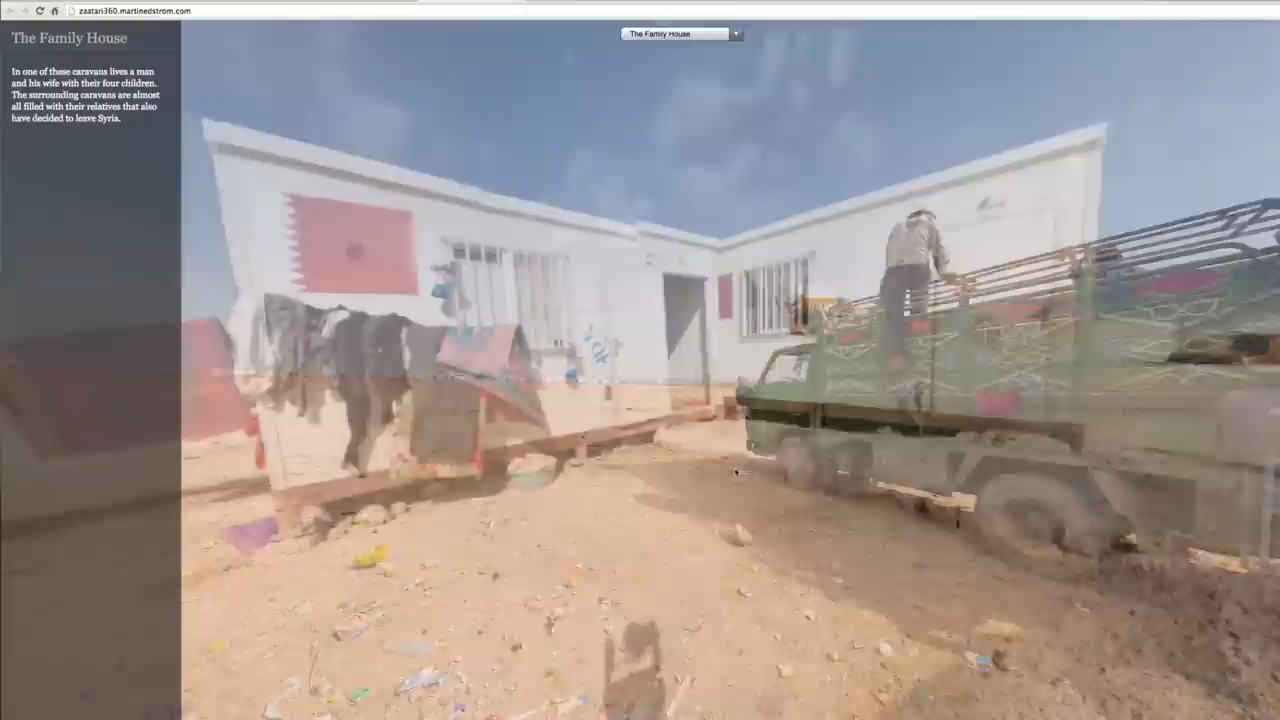 zaatari360.martinedstrom.com
The Family House
The Family House
In one of these caravans lives a man
and his wife with their four children.
The surrounding caravans are almost
all filled with their relatives that also
have decided to leave Syria.